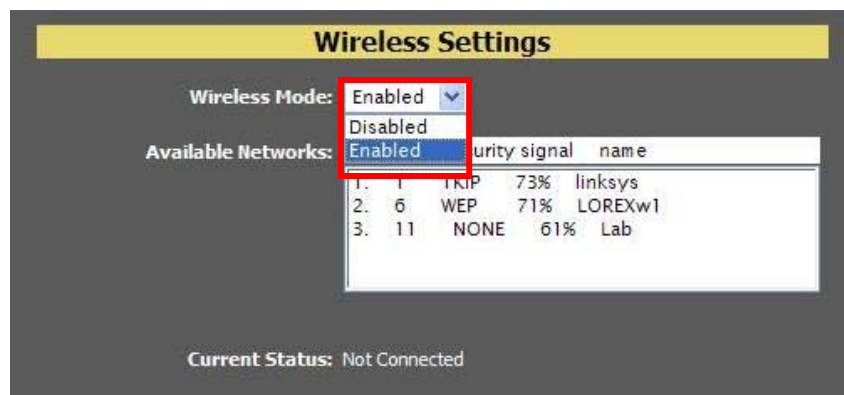 Wireless Settings
Wireless Mode: Enabled
Disabled
Available Networks: Enabled signal name
1. 1 TKIP 73% linksys
2. 6 WEP 71% LOREXw1
3. 11 NONE 61% Lab
Current Status: Not Connected